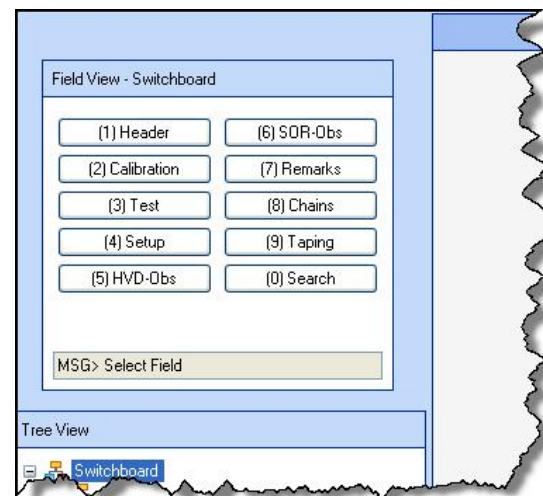 Field View - Switchboard
(1) Header
(6) SOR-Obs
(2) Calibration
(7) Remarks
(3) Test
(8) Chains
(4) Setup
(9) Taping
(5) HVD-Obs
(0) Search
MSG> Select Field
Tree View
Switchboard